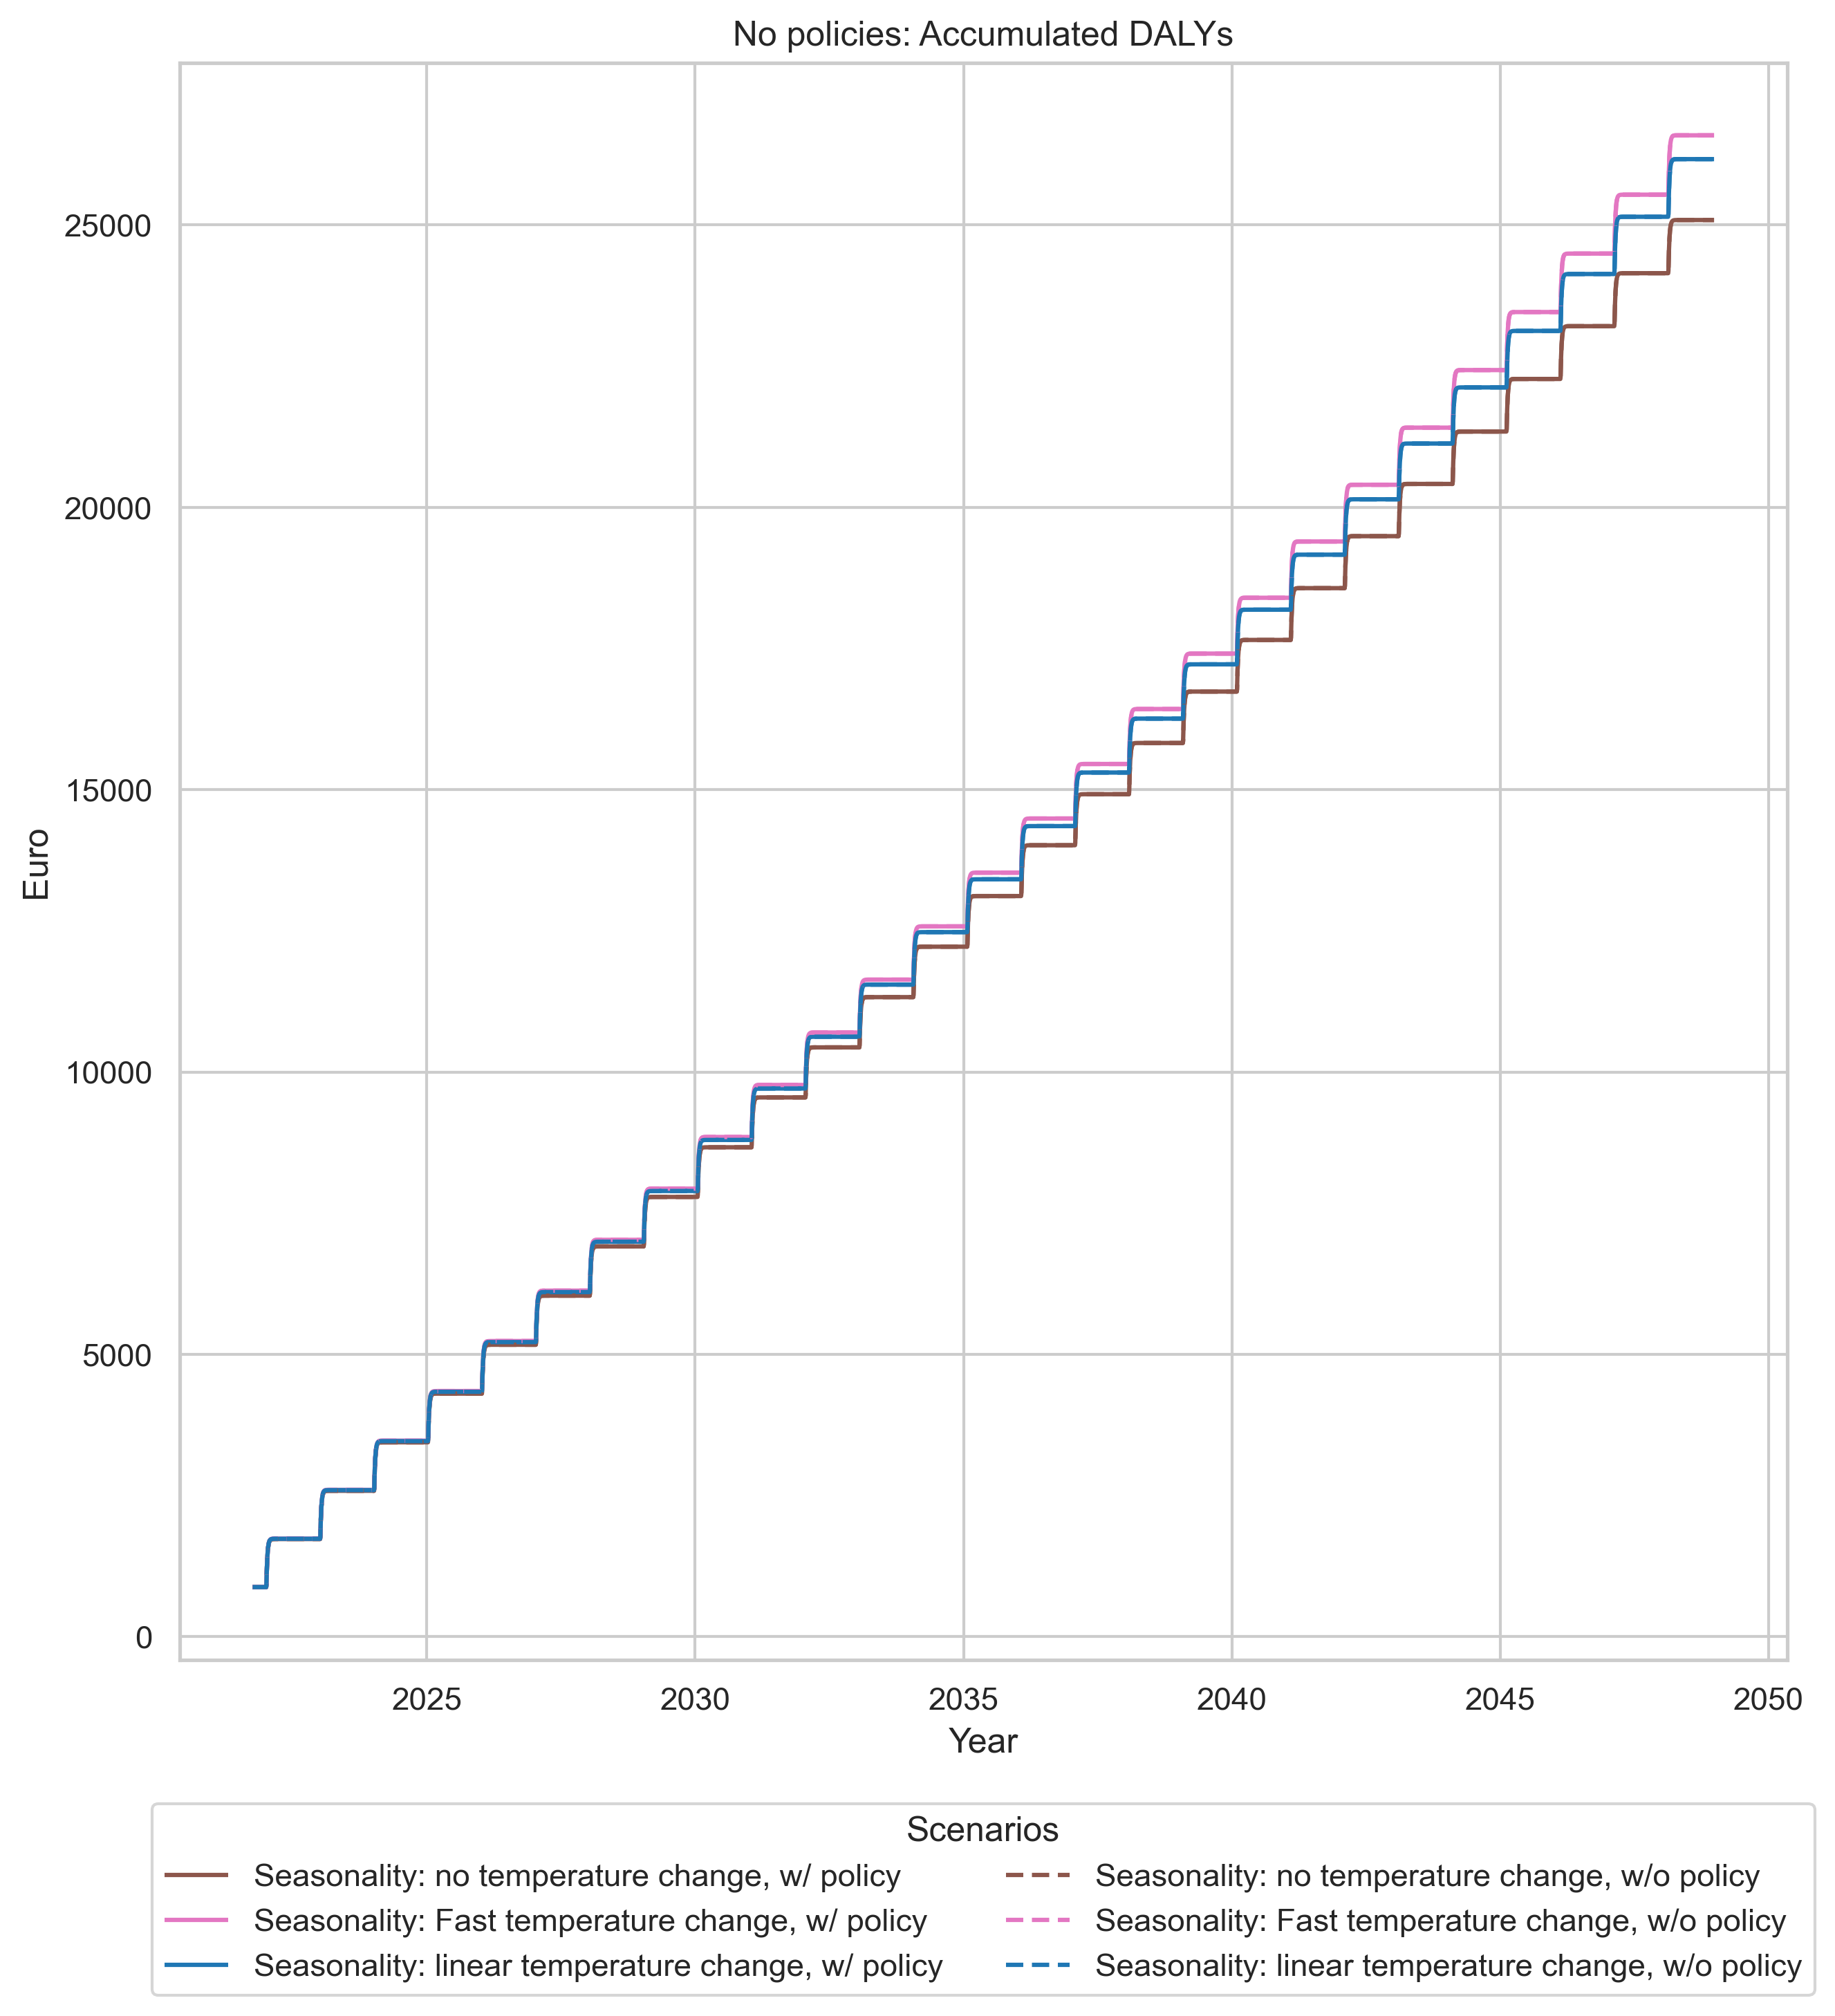 No policies: Accumulated DALYs
25000
20000
15000
10000
5000
0
Euro
2025 2030 2035 2040 2045 2050
Year
Scenarios
Seasonality: no temperature change, w/ policy
Seasonality: Fast temperature change, w/ policy
Seasonality: linear temperature change, w/ policy
Seasonality: no temperature change, w/o policy
Seasonality: Fast temperature change, w/o policy
Seasonality: linear temperature change, w/o policy